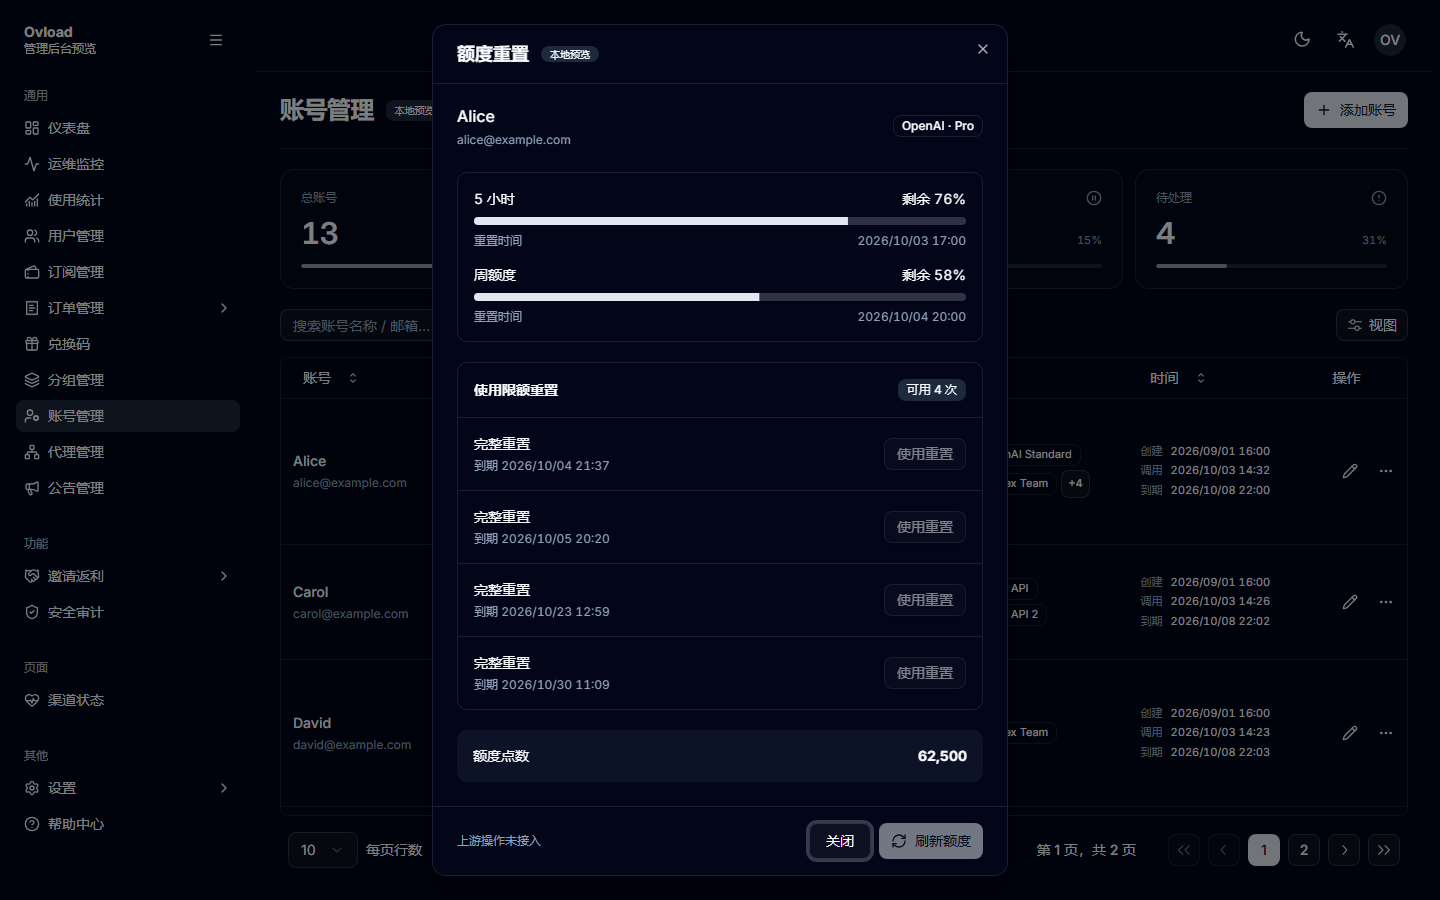 Ovload
管理后台预览
通用
仪表盘
运维监控
使用统计
用户管理
订阅管理
订单管理
兑换码
分组管理
账号管理
代理管理
公告管理
功能
邀请返利
安全审计
页面
渠道状态
其他
设置
帮助中心
OV
账号管理
本地预览
添加账号
总账号
13
15%
待处理
4
31%
搜索账号名称 / 邮箱...
视图
账号
时间
操作
Alice
alice@example.com
nAI Standard
ex Team
+4
创建 2026/09/01 16:00
调用 2026/10/03 14:32
到期 2026/10/08 22:00
Carol
carol@example.com
API
API 2
创建 2026/09/01 16:00
调用 2026/10/03 14:26
到期 2026/10/08 22:02
David
david@example.com
ex Team
创建 2026/09/01 16:00
调用 2026/10/03 14:23
到期 2026/10/08 22:03
10
每页行数
第 1 页，共 2 页
1
2
额度重置
本地预览
Alice
alice@example.com
OpenAI · Pro
5 小时
剩余 76%
重置时间
2026/10/03 17:00
周额度
剩余 58%
重置时间
2026/10/04 20:00
使用限额重置
可用 4 次
完整重置
到期 2026/10/04 21:37
使用重置
完整重置
到期 2026/10/05 20:20
使用重置
完整重置
到期 2026/10/23 12:59
使用重置
完整重置
到期 2026/10/30 11:09
使用重置
额度点数
62,500
上游操作未接入
关闭
刷新额度